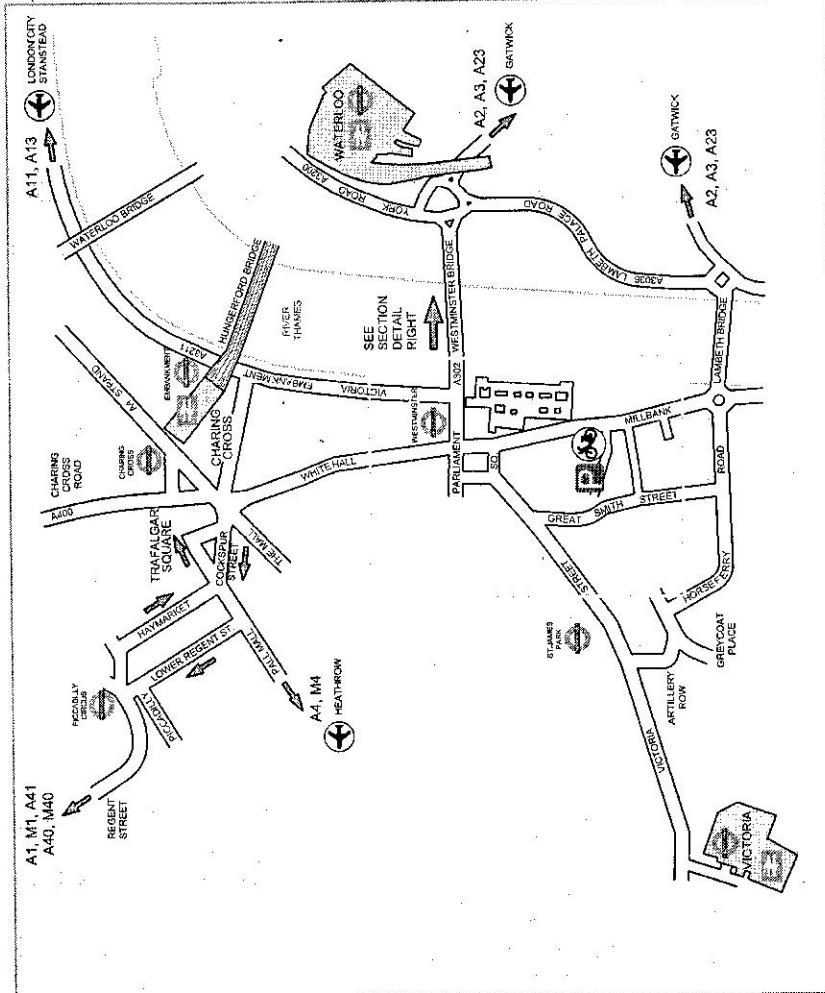 A11, A13
LONDON CITY
STANSTEAD
WATERLOO BRIDGE
HUNGERFORD BRIDGE
RIVER
THAMES
A3211
VICTORIA
EMBANKMENT
EMBANKMENT
A4 STRAND
CHARING
CROSS
CHARING
CROSS
CHARING
CROSS
ROAD
A400
TRAFALGAR
SQUARE
COCKSPUR
STREET
THE MALL
HAYMARKET
LOWER REGENT ST
PALL MALL
PICCADILLY
CIRCUS
PICCADILLY
REGENT
STREET
A1, M1, A41
A40, M40
A4, M4
HEATHROW
WHITEHALL
WATERLOO
A3200
YORK ROAD
A2, A3, A23
GATWICK
SEE
SECTION
DETAIL
RIGHT
A302
WESTMINSTER BRIDGE
WESTMINSTER
PARLIAMENT
SQ
A3036 LAMBETH PALACE ROAD
GATWICK
A2, A3, A23
LAMBETH BRIDGE
MILLBANK
P
GREAT SMITH STREET
HORSEFERRY ROAD
GREYCOAT
PLACE
ARTILLERY
ROW
ST.JAMES
PARK
VICTORIA STREET
VICTORIA